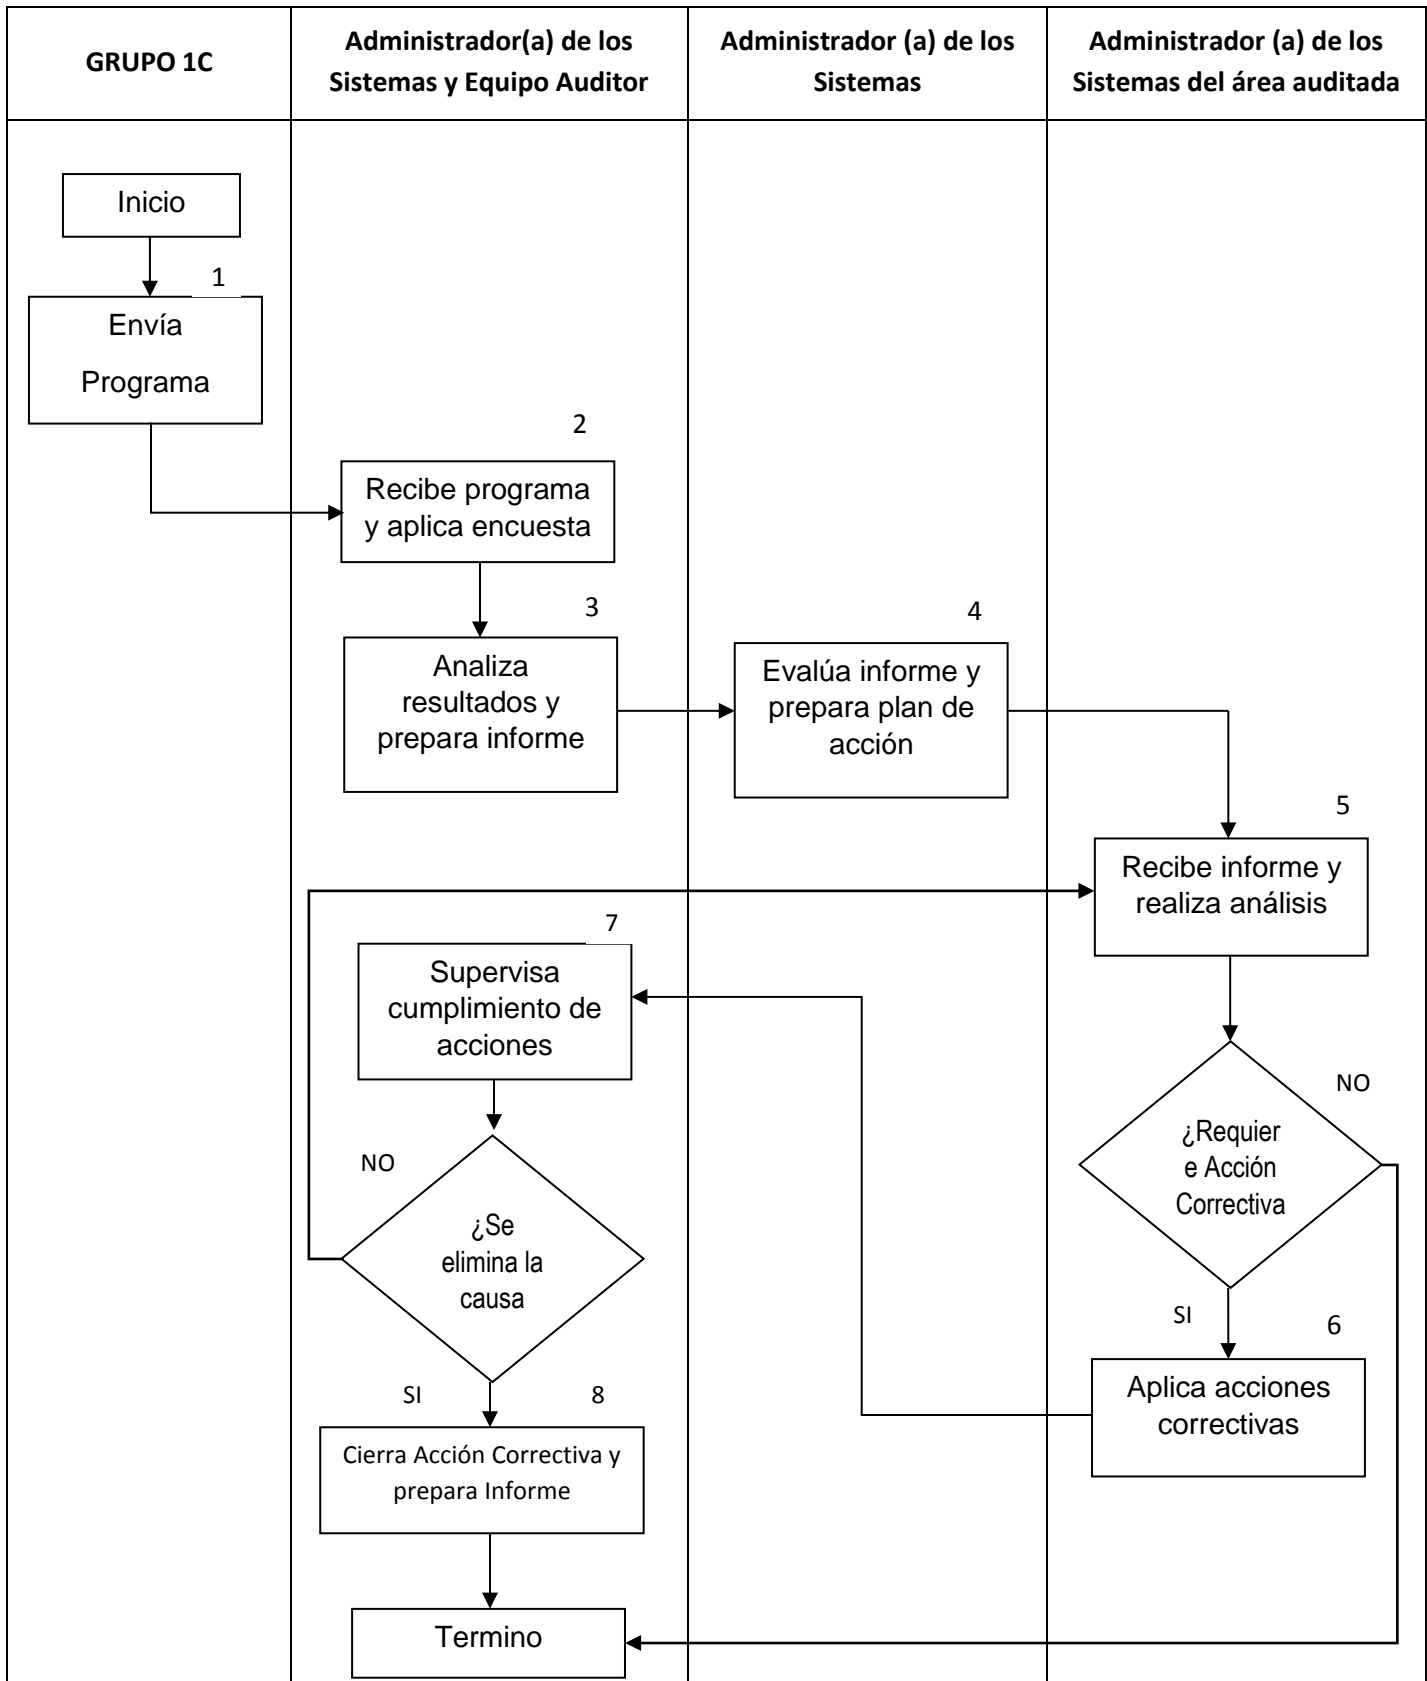 GRUPO 1C
Administrador(a) de los
Sistemas y Equipo Auditor
Administrador (a) de los
Sistemas
Administrador (a) de los
Sistemas del área auditada
Inicio
1
Envía
Programa
2
Recibe programa
y aplica encuesta
3
Analiza
resultados y
prepara informe
4
Evalúa informe y
prepara plan de
acción
5
Recibe informe y
realiza análisis
NO
¿Requier
e Acción
Correctiva
SI
6
Aplica acciones
correctivas
7
Supervisa
cumplimiento de
acciones
NO
¿Se
elimina la
causa
SI
8
Cierra Acción Correctiva y
prepara Informe
Termino